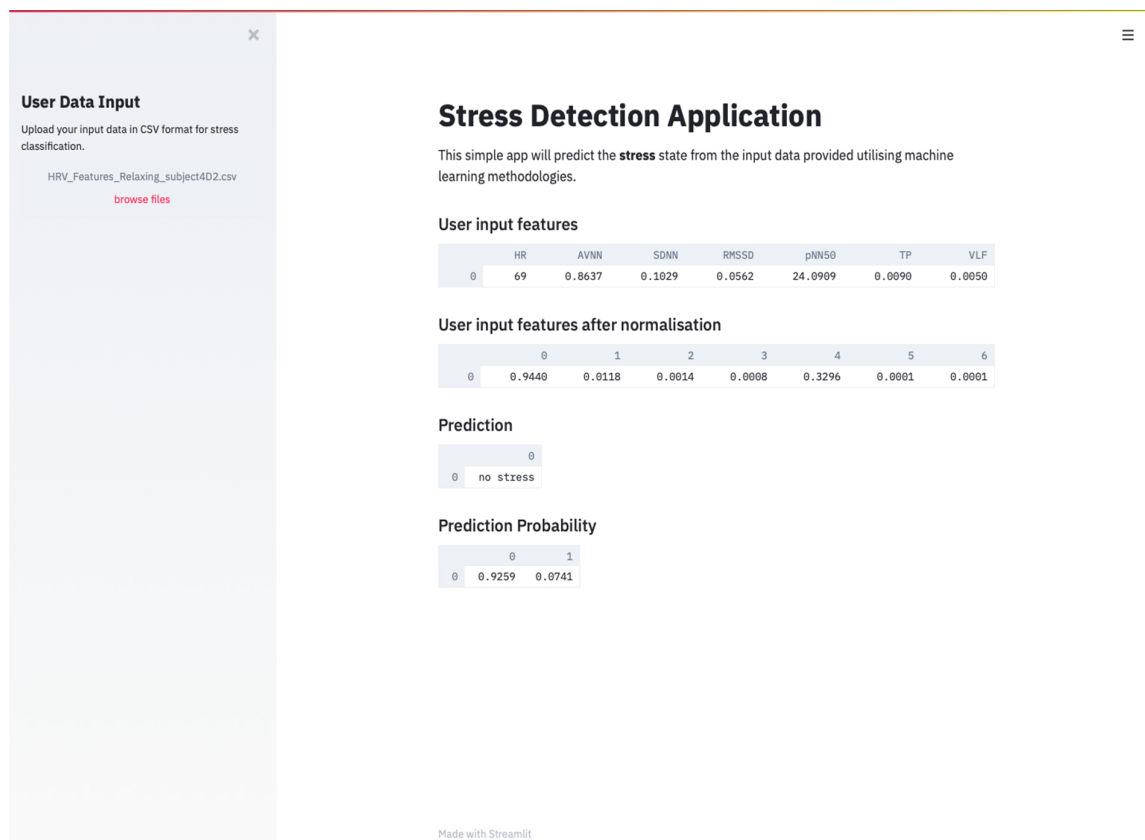 User Data Input
Upload your input data in CSV format for stress
classification.
HRV_Features_Relaxing_subject4D2.csv
browse files
Stress Detection Application
This simple app will predict the stress state from the input data provided utilising machine
learning methodologies.
User input features
HR AVNN SDNN RMSSD pNN50 TP VLF
0 69 0.8637 0.1029 0.0562 24.0909 0.0090 0.0050
User input features after normalisation
0 1 2 3 4 5 6
0 0.9440 0.0118 0.0014 0.0008 0.3296 0.0001 0.0001
Prediction
0
0 no stress
Prediction Probability
0 1
0 0.9259 0.0741
Made with Streamlit